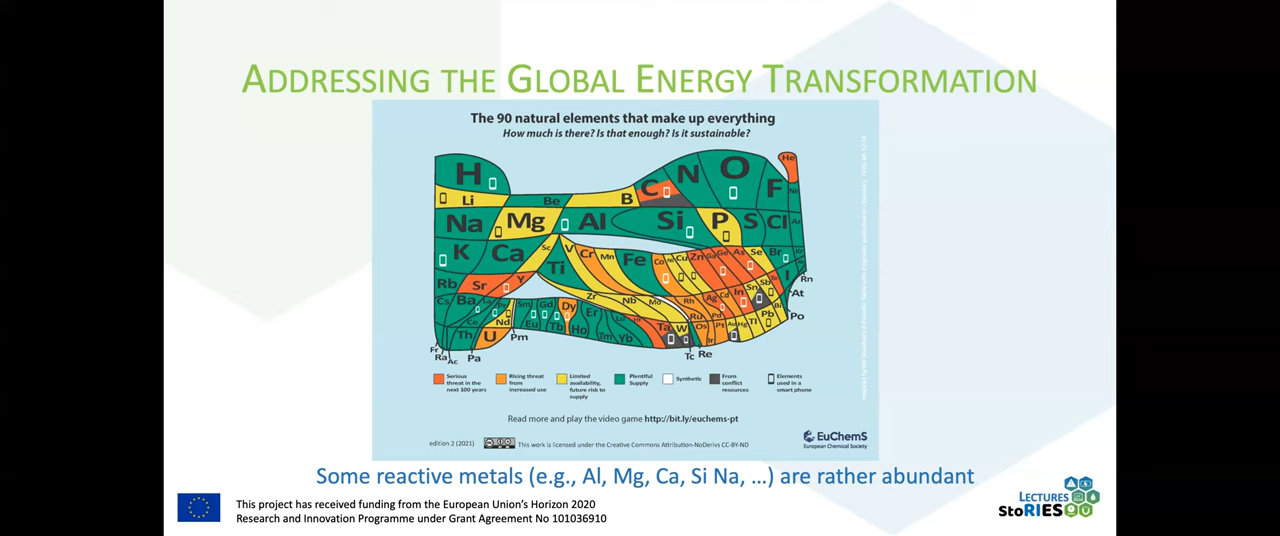 ADDRESSING THE GLOBAL ENERGY TRANSFORMATION
The 90 natural elements that make up everything
How much is there? Is that enough? Is it sustainable?
H He
Li Be B C N O F Ne
Na Mg Al Si P S Cl Ar
K Ca Sc Ti V Cr Mn Fe Co Ni Cu Zn Ga Ge As Se Br
Rb Sr Y Zr Nb Mo Ru Rh Pd Ag Cd In Sn Sb Te I
Cs Ba La Ta W Os Ir Pt Au Hg Tl Pb Bi
Ce Pr Nd Sm Eu Gd Tb Dy Ho Er Tm Yb Lu
Th U
Fr Ra Ac Pa Pm Tc Re Po At Rn
Serious
threat in the
next 100 years
Rising threat
from
increased use
Limited
availability,
future risk to
supply
Plentiful
Supply
Synthetic
From
conflict
resources
Elements
used in a
smart phone
Read more and play the video game http://bit.ly/euchems-pt
edition 2 (2021)
This work is licensed under the Creative Commons Attribution-NoDerivs CC-BY-ND
EuChemS
European Chemical Society
Some reactive metals (e.g., Al, Mg, Ca, Si Na, …) are rather abundant
This project has received funding from the European Union's Horizon 2020
Research and Innovation Programme under Grant Agreement No 101036910
LECTURES
StoRIES